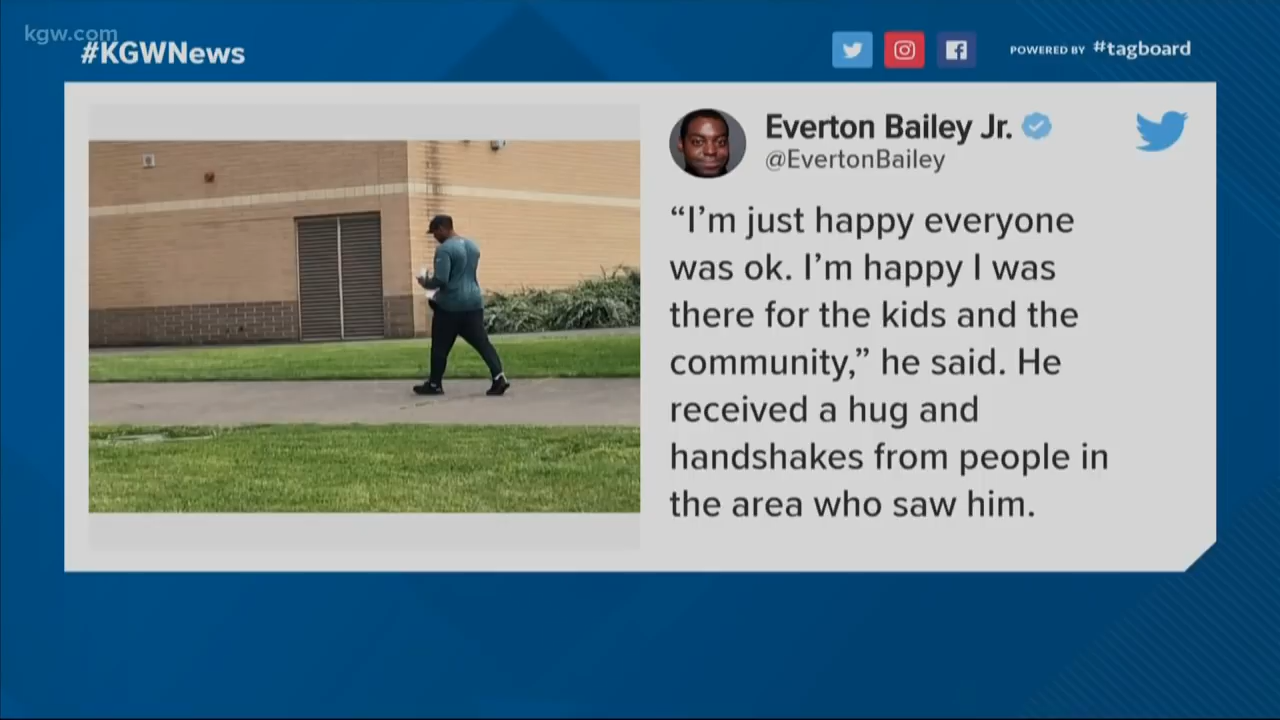 kgw.com
#KGWNews
POWERED BY #tagboard
Everton Bailey Jr.
@EvertonBailey
“I’m just happy everyone
was ok. I’m happy I was
there for the kids and the
community,” he said. He
received a hug and
handshakes from people in
the area who saw him.